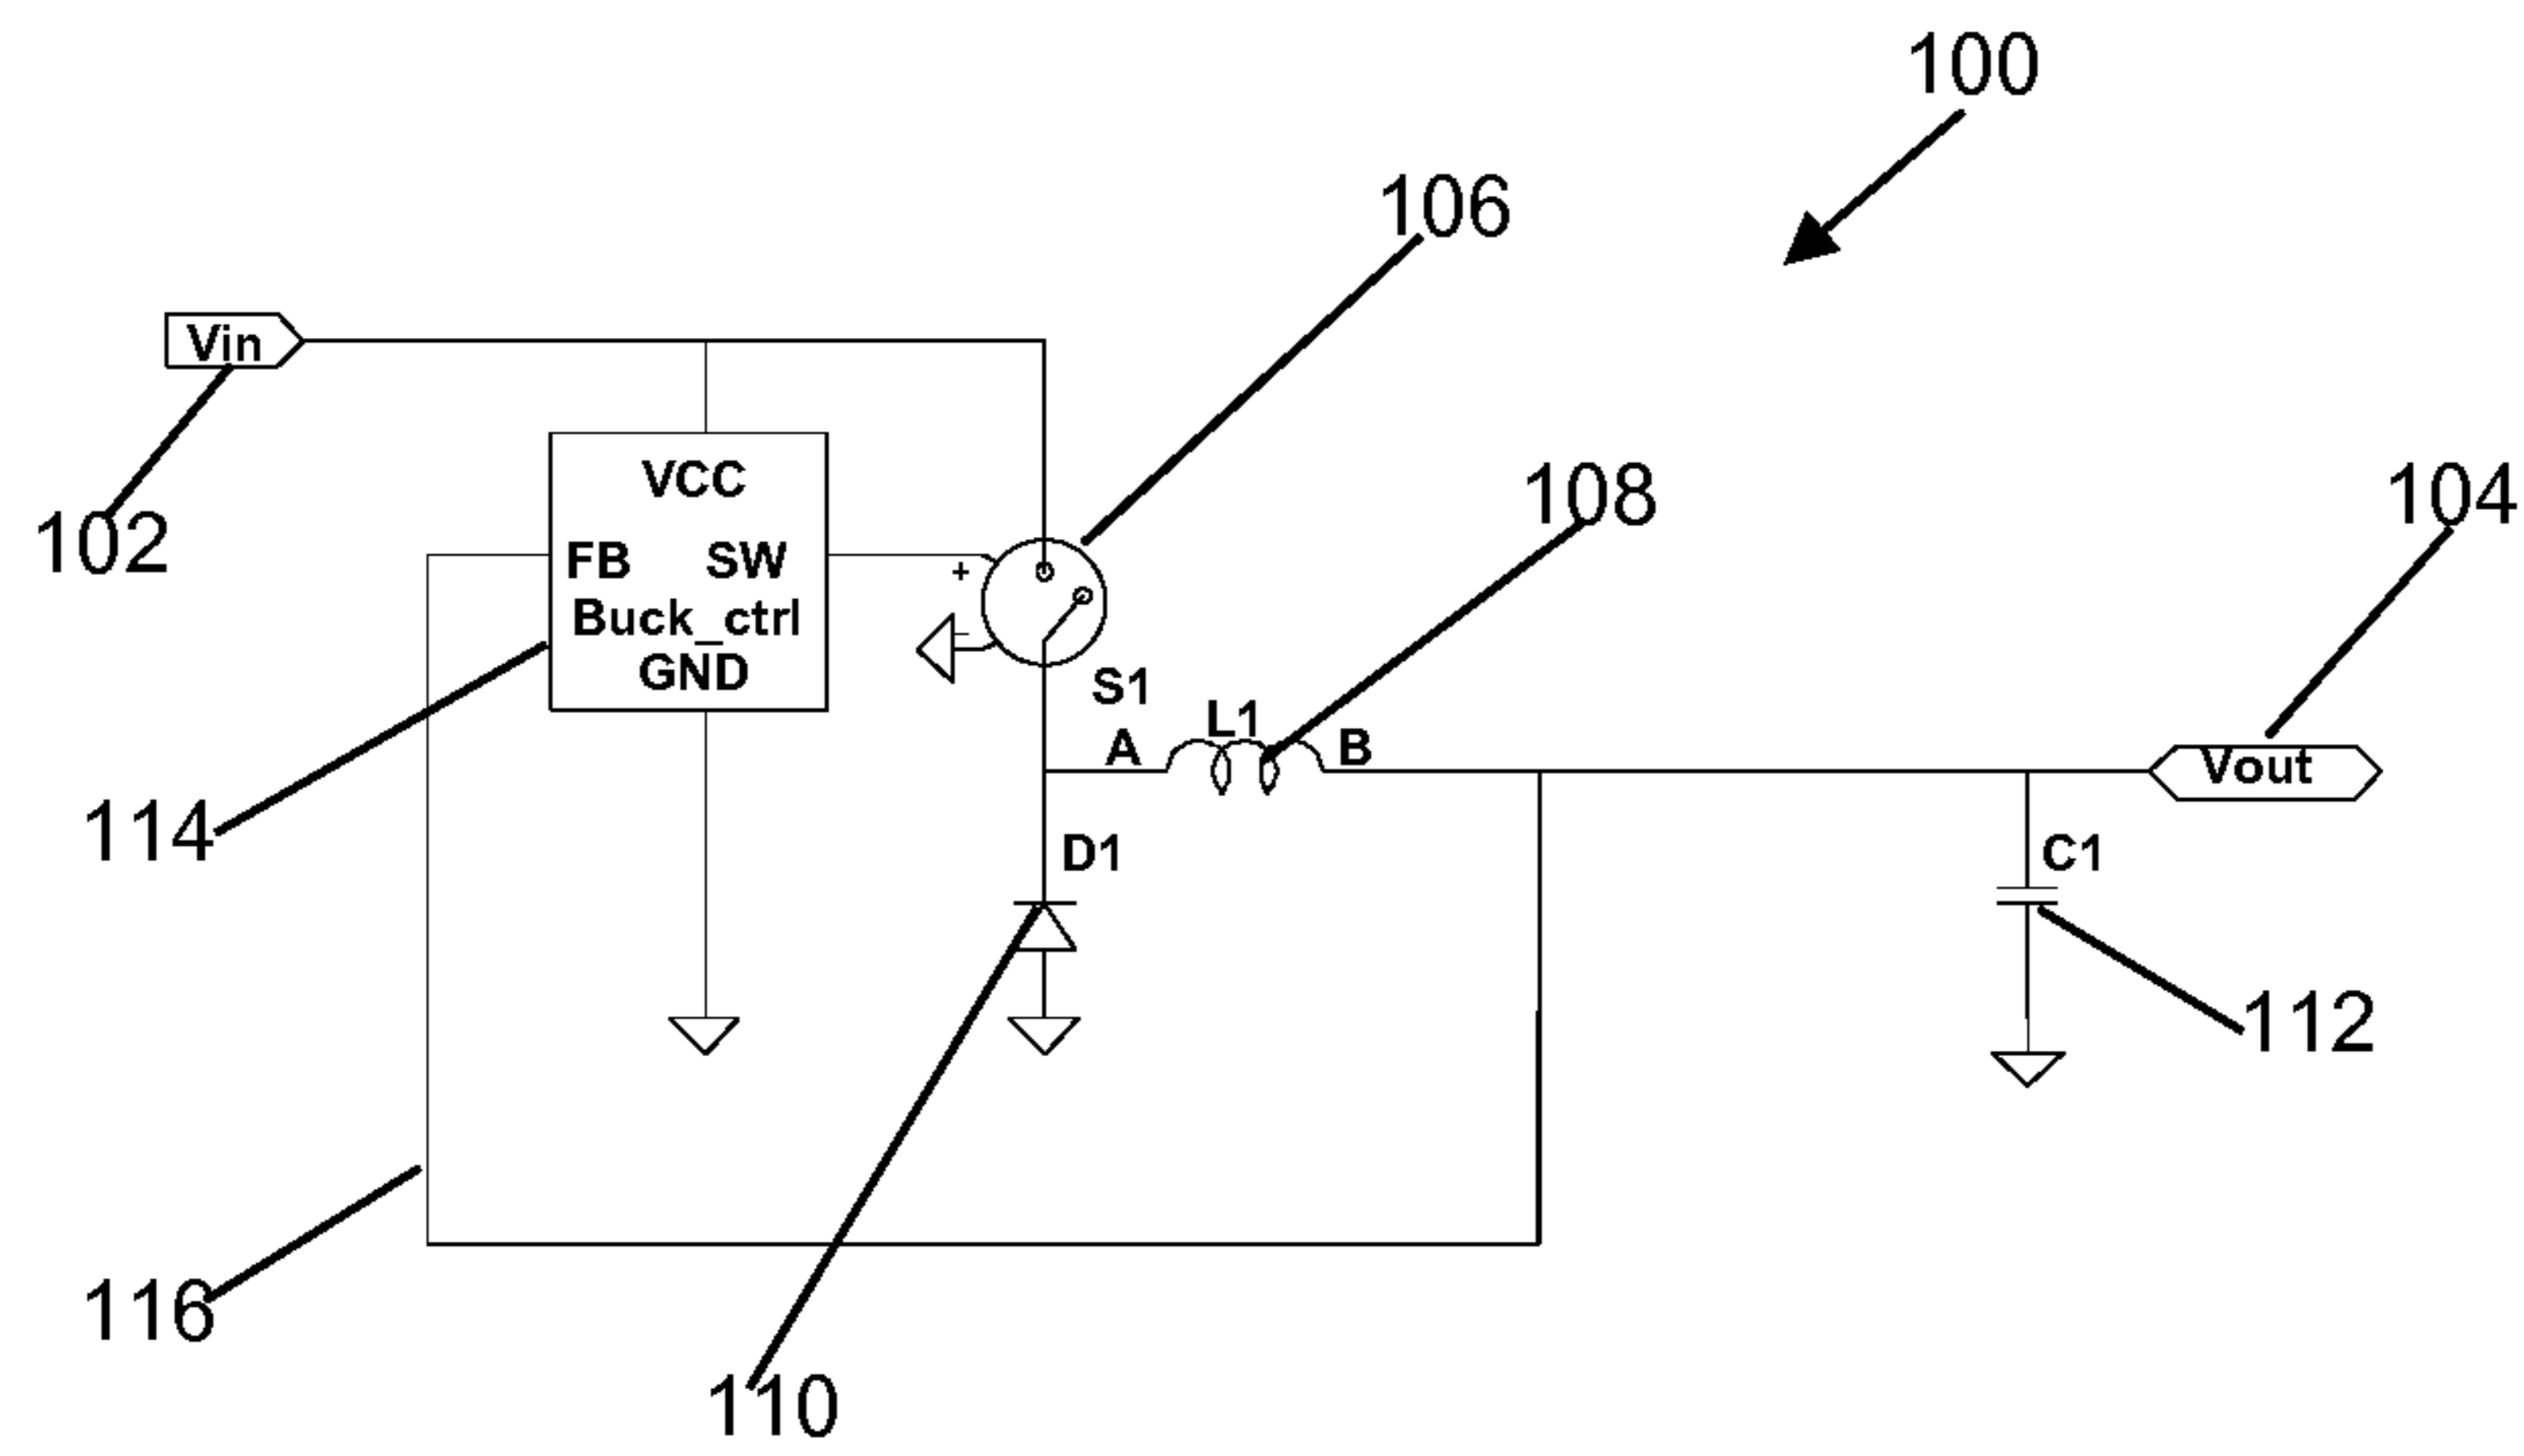 100
106
Vin
VCC
108
104
102
FB SW
+
Buck_ctrl
-
GND
S1
L1
A B
Vout
114
D1
C1
112
116
110